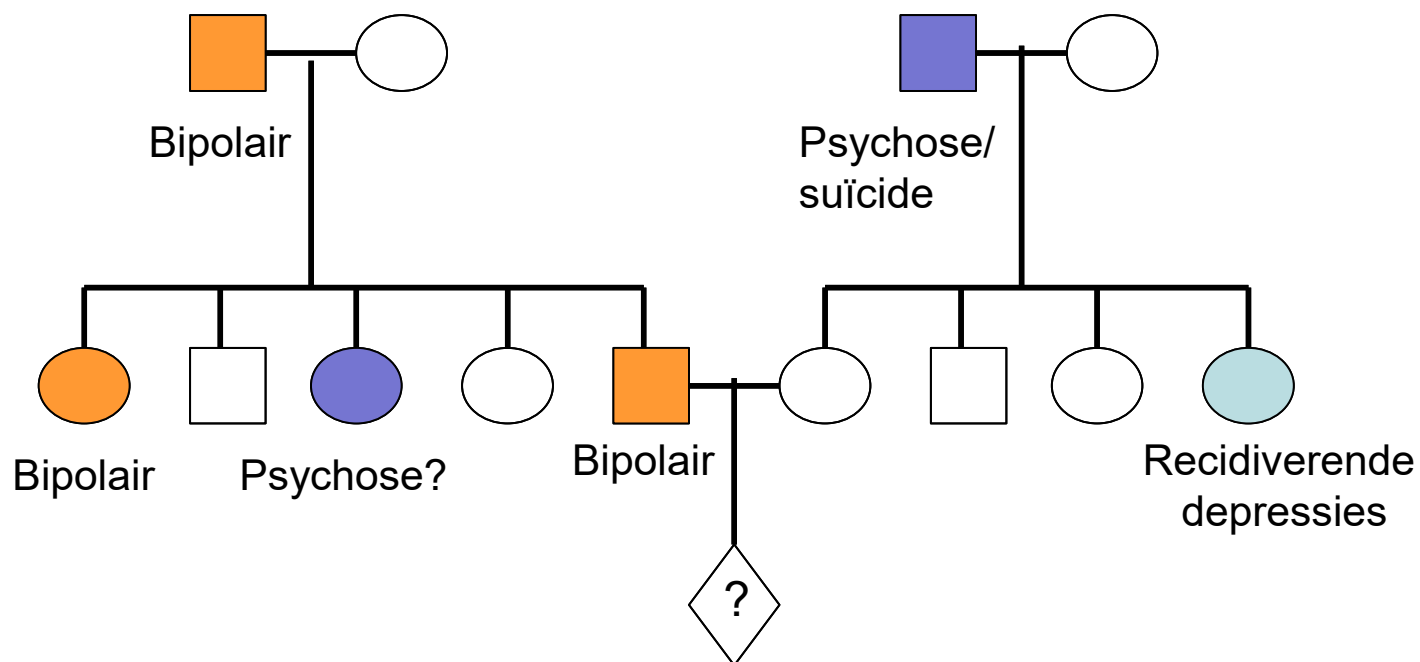 Bipolair
Psychose/
suïcide
Bipolair
Psychose?
Bipolair
Recidiverende
depressies
?